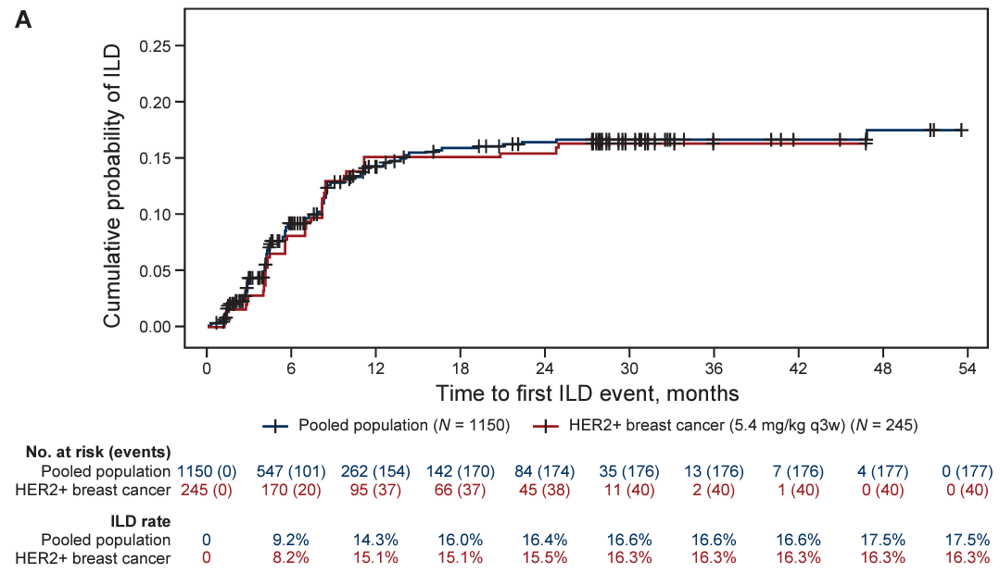 A
Cumulative probability of ILD
0.25
0.20
0.15
0.10
0.05
0.00
0 6 12 18 24 30 36 42 48 54
Time to first ILD event, months
Pooled population (N = 1150) HER2+ breast cancer (5.4 mg/kg q3w) (N = 245)
No. at risk (events)
Pooled population 1150 (0) 547 (101) 262 (154) 142 (170) 84 (174) 35 (176) 13 (176) 7 (176) 4 (177) 0 (177)
HER2+ breast cancer 245 (0) 170 (20) 95 (37) 66 (37) 45 (38) 11 (40) 2 (40) 1 (40) 0 (40) 0 (40)
ILD rate
Pooled population 0 9.2% 14.3% 16.0% 16.4% 16.6% 16.6% 16.6% 17.5% 17.5%
HER2+ breast cancer 0 8.2% 15.1% 15.1% 15.5% 16.3% 16.3% 16.3% 16.3% 16.3%